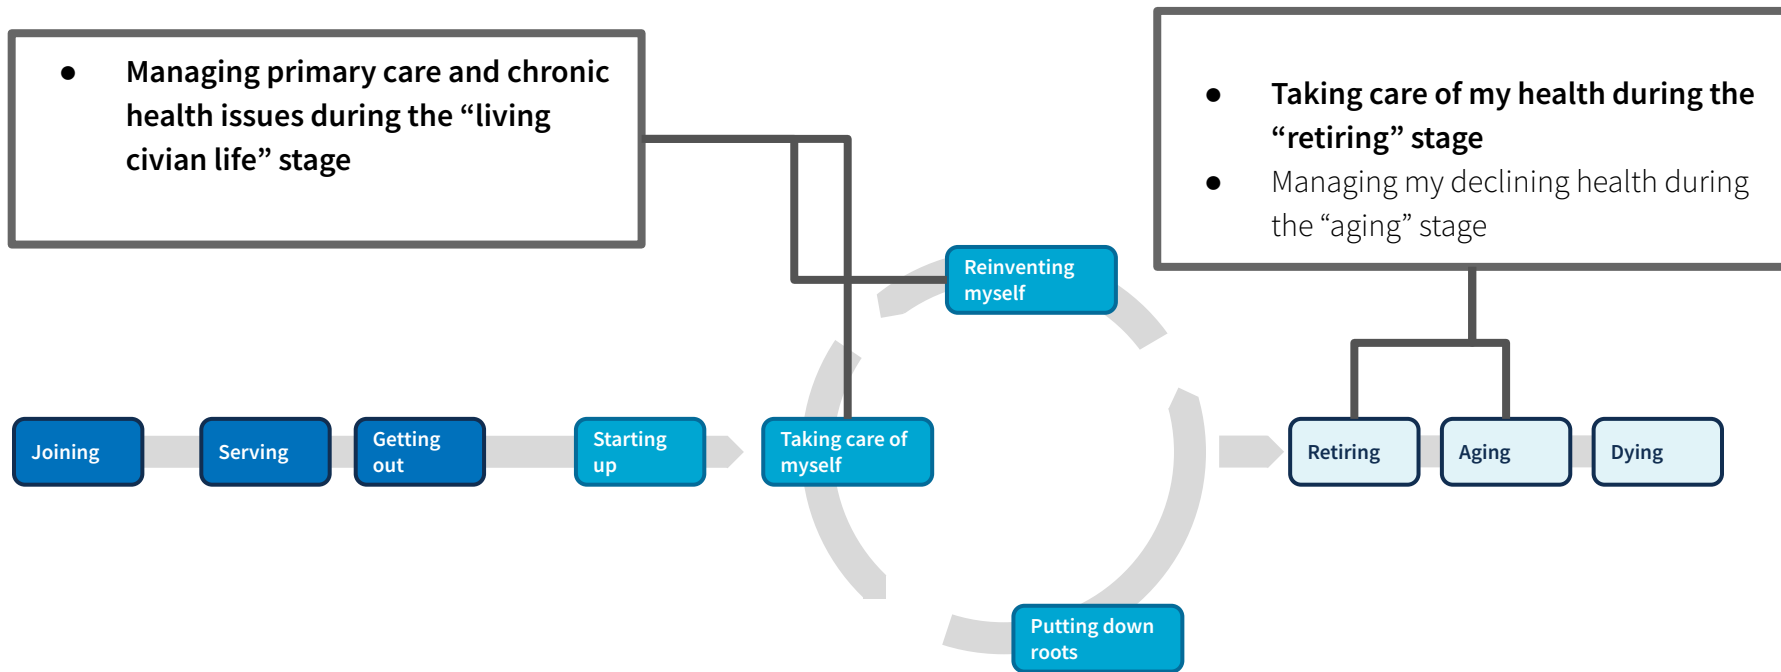 ● Managing primary care and chronic
health issues during the “living
civian life” stage
● Taking care of my health during the
“retiring” stage
● Managing my declining health during
the “aging” stage
Reinventing
myself
Joining
Serving
Getting
out
Starting
up
Taking care of
myself
Retiring
Aging
Dying
Putting down
roots